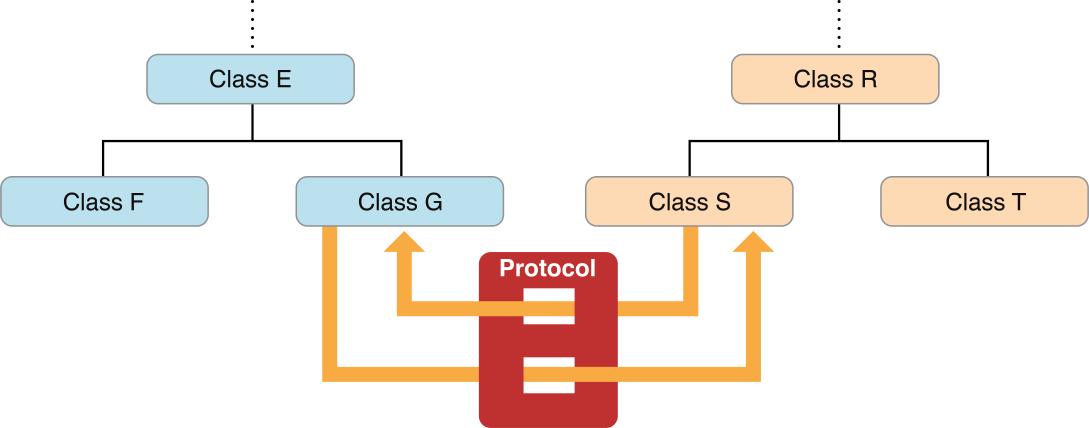 Class E
Class R
Class F
Class G
Class S
Class T
Protocol